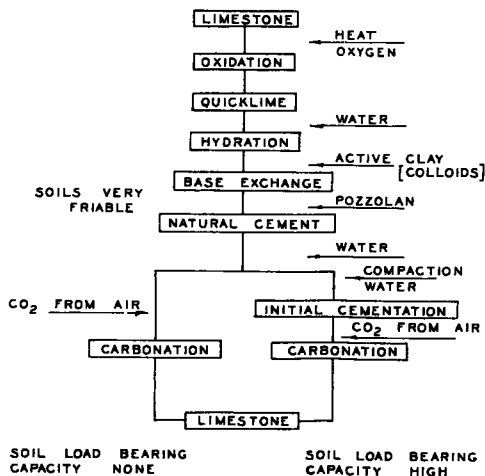 LIMESTONE
HEAT
OXYGEN
OXIDATION
QUICKLIME
WATER
HYDRATION
ACTIVE CLAY
[COLLOIDS]
BASE EXCHANGE
SOILS VERY
FRIABLE
POZZOLAN
NATURAL CEMENT
WATER
COMPACTION
WATER
CO2 FROM AIR
INITIAL CEMENTATION
CO2 FROM AIR
CARBONATION
CARBONATION
LIMESTONE
SOIL LOAD BEARING
CAPACITY NONE
SOIL LOAD BEARING
CAPACITY HIGH